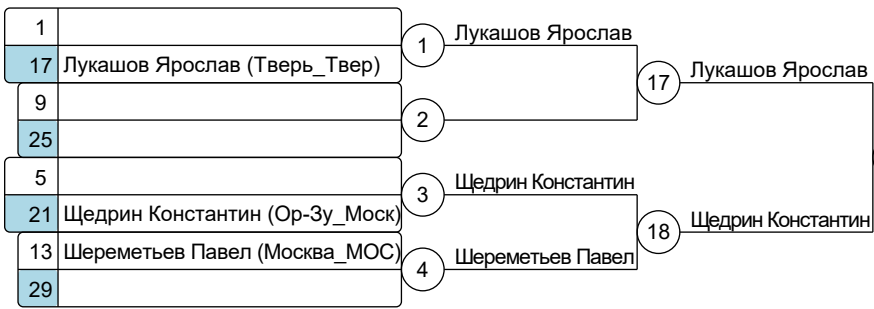 1
1
Лукашов Ярослав
17 Лукашов Ярослав (Тверь_Твер)
17
Лукашов Ярослав
9
2
25
5
3
Щедрин Константин
21 Щедрин Константин (Ор-Зу_Моск)
18
Щедрин Константин
13 Шереметьев Павел (Москва_МОС)
4
Шереметьев Павел
29